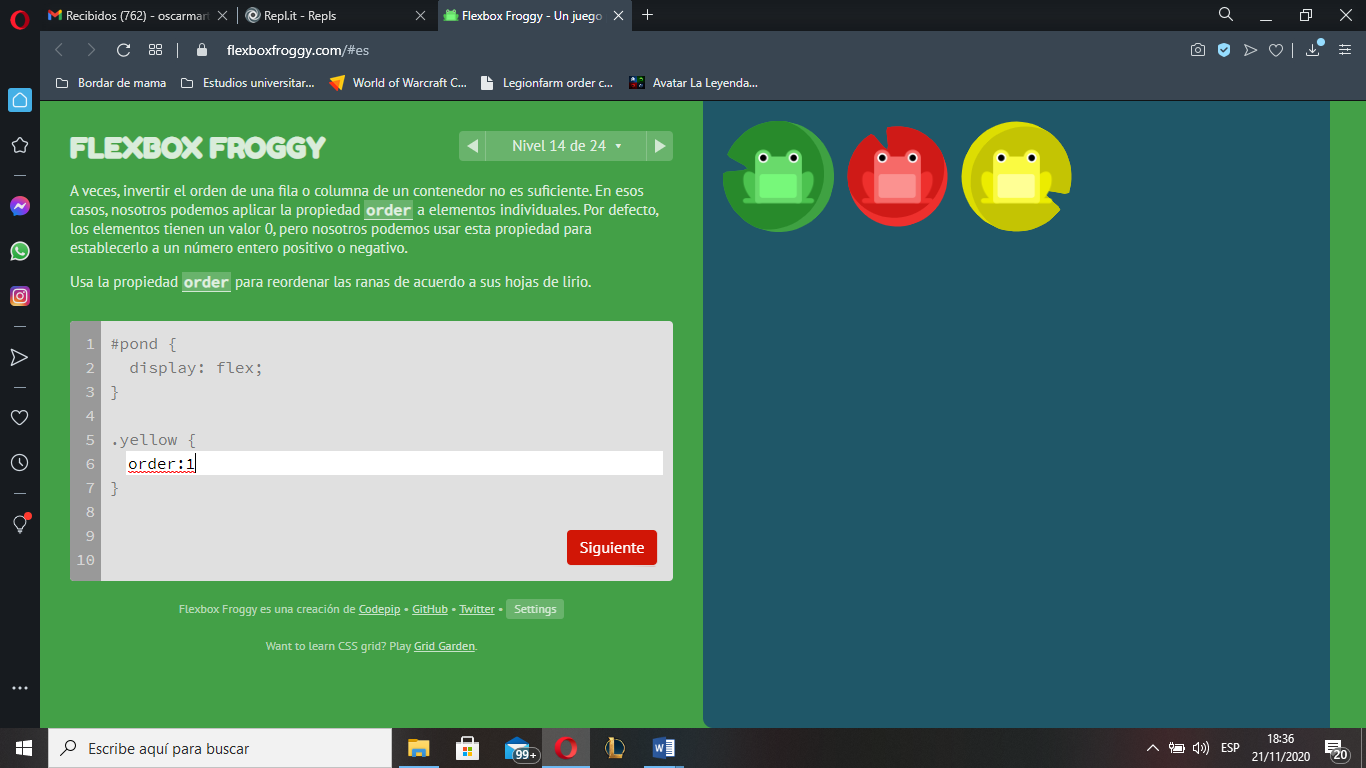 Recibidos (762) - oscarmar
Repl.it - Repls
Flexbox Froggy - Un juego
flexboxfroggy.com/#es
Bordar de mama
Estudios universitar...
World of Warcraft C...
Legionfarm order c...
Avatar La Leyenda...
FLEXBOX FROGGY
Nivel 14 de 24
A veces, invertir el orden de una fila o columna de un contenedor no es suficiente. En esos
casos, nosotros podemos aplicar la propiedad order a elementos individuales. Por defecto,
los elementos tienen un valor 0, pero nosotros podemos usar esta propiedad para
establecerlo a un número entero positivo o negativo.
Usa la propiedad order para reordenar las ranas de acuerdo a sus hojas de lirio.
1 #pond {
2 display: flex;
3 }
4
5 .yellow {
6 order:1
7 }
8
9
10
Siguiente
Flexbox Froggy es una creación de Codepip • GitHub • Twitter • Settings
Want to learn CSS grid? Play Grid Garden.
Escribe aquí para buscar
99+
ESP
18:36
21/11/2020
20